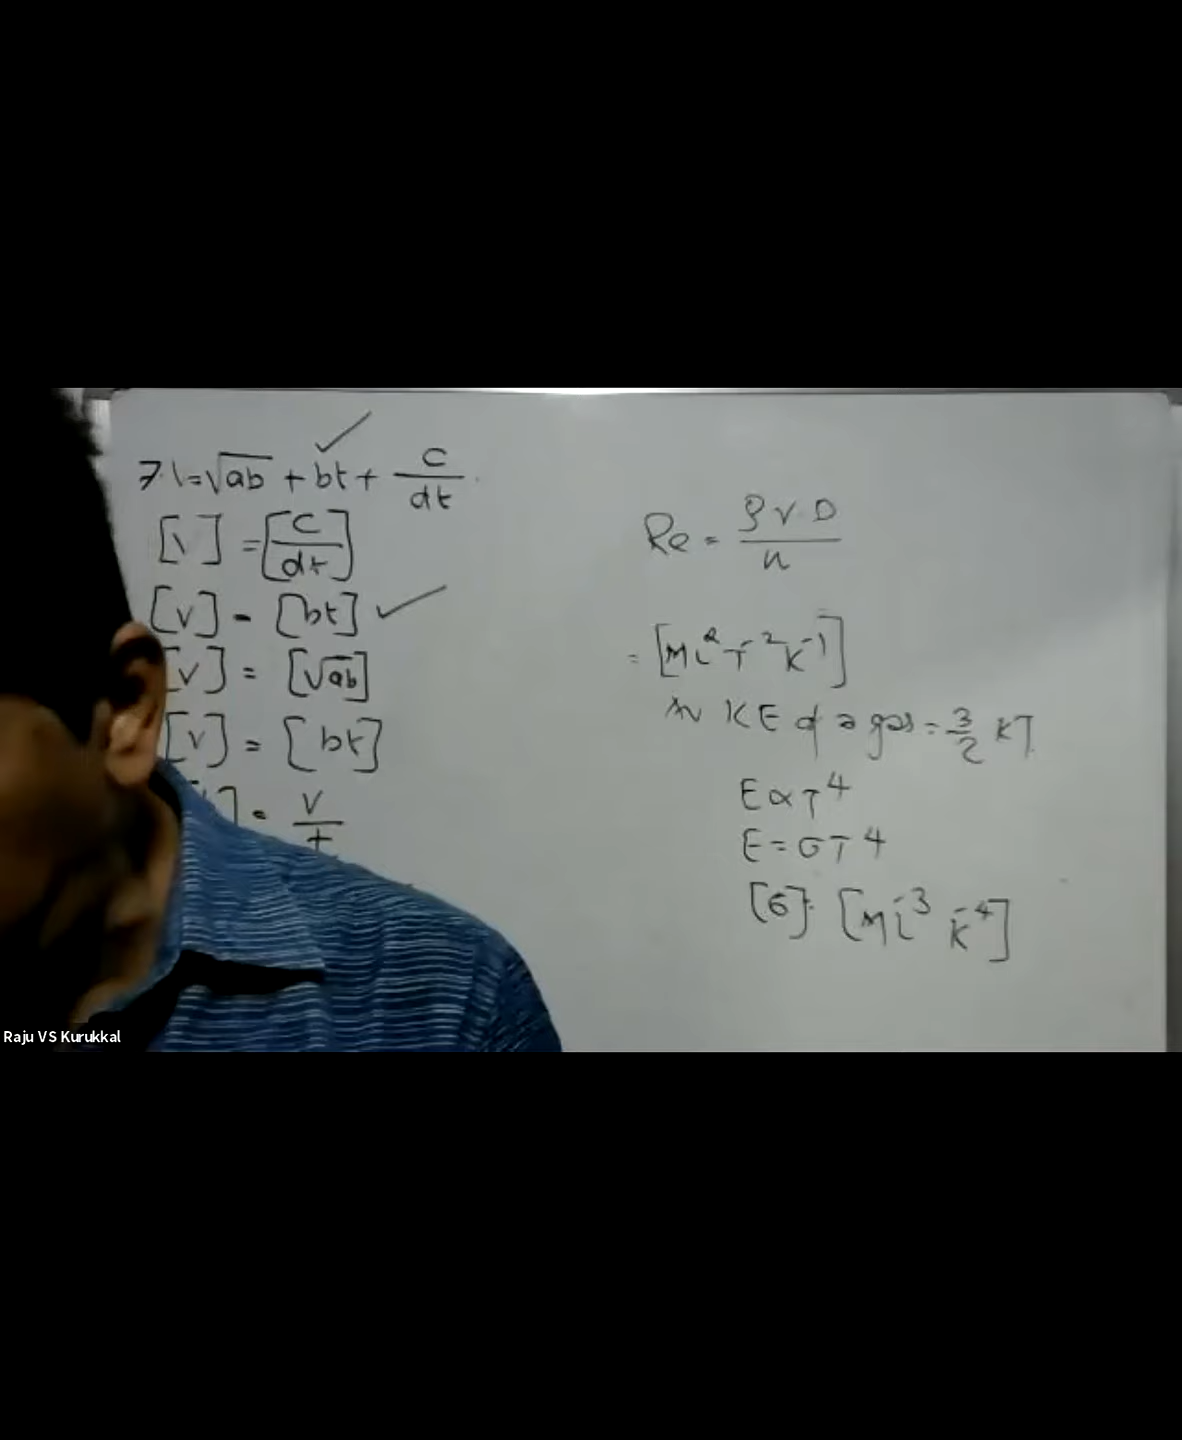 7. V=√ab + bt + c/dt
[V] = [c/dt]
[V] = [bt]
[V] = [√ab]
[V] = [bt]
] = V/t
Re = ρVD/η
= [ML²T⁻²K⁻¹]
Av KE of a gas = 3/2 KT
E∝T⁴
E=σT⁴
[σ]: [MT⁻³K⁻⁴]
Raju VS Kurukkal